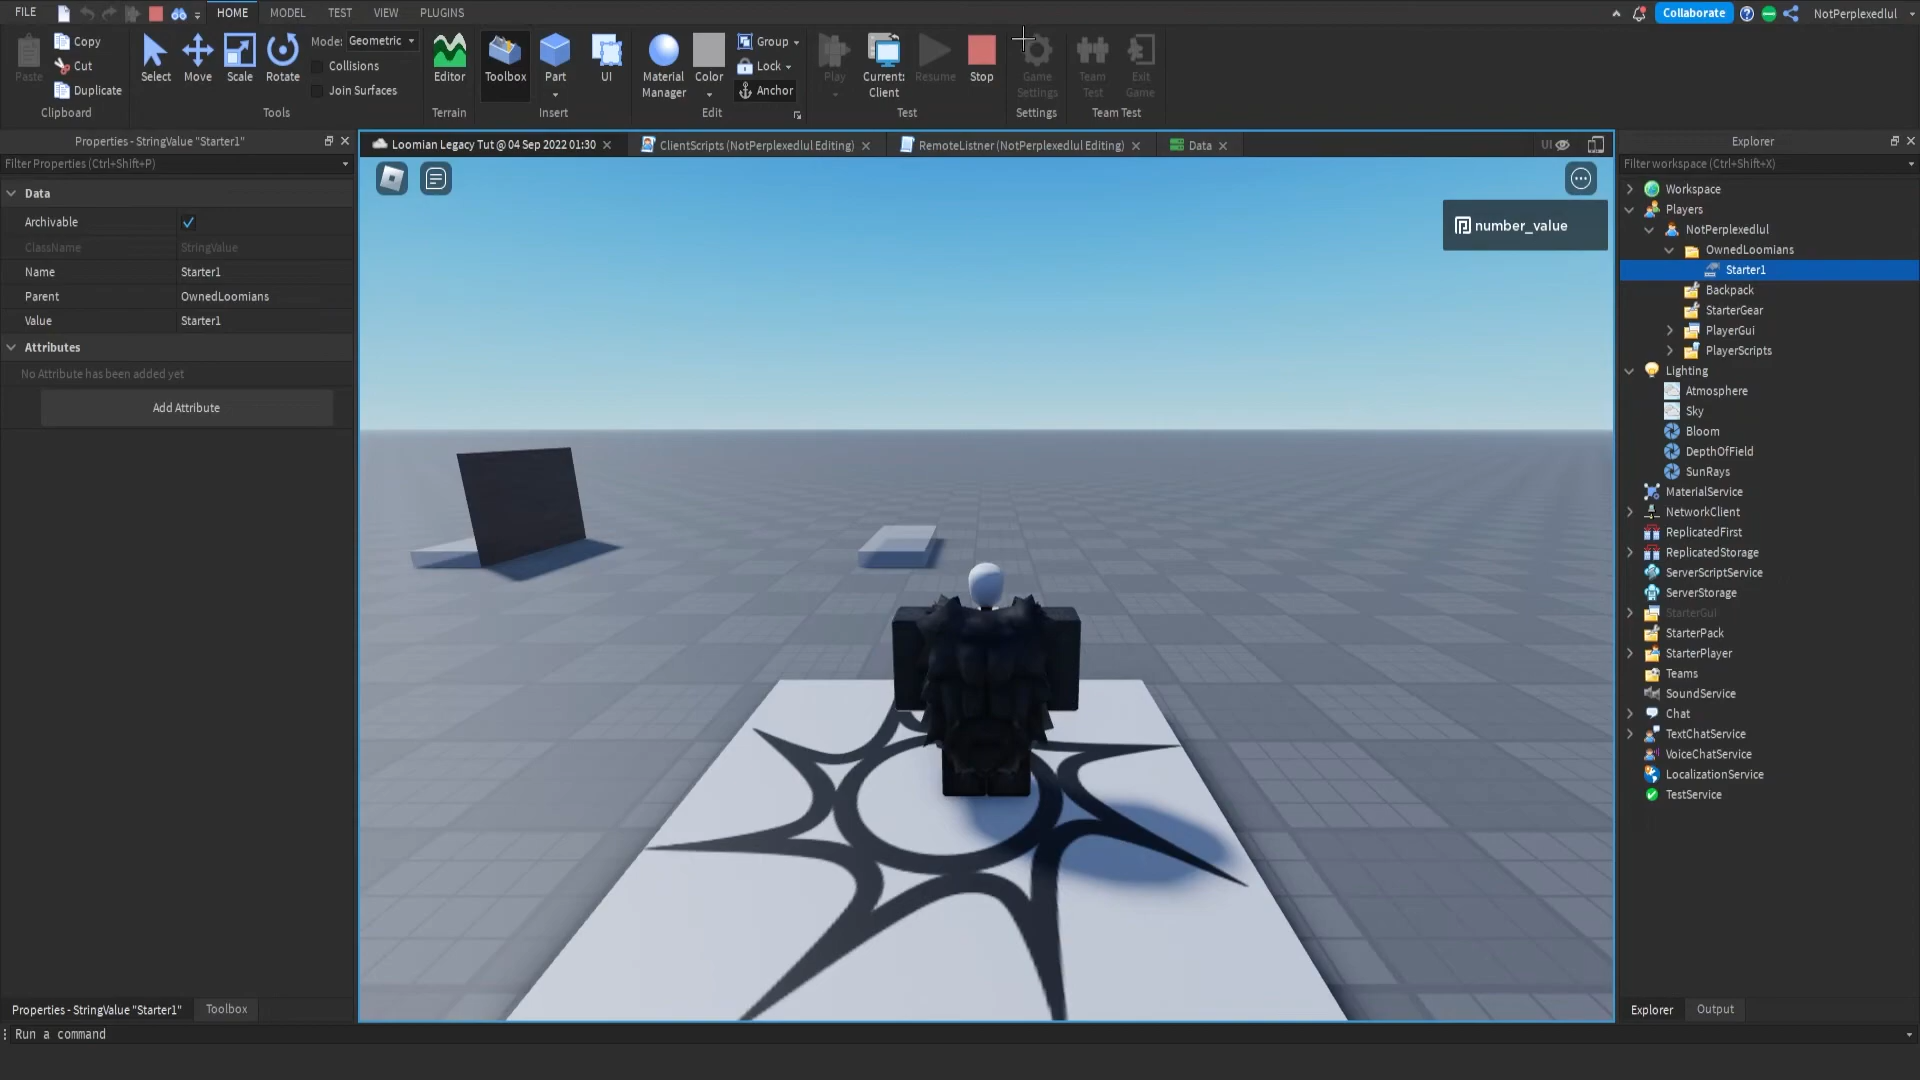 FILE HOME MODEL TEST VIEW PLUGINS Collaborate NotPerplexedlul
Paste Copy Cut Duplicate Clipboard
Select Move Scale Rotate Mode: Geometric Collisions Join Surfaces Tools
Editor Terrain
Toolbox Part UI Insert
Material Manager Color Group Lock Anchor Edit
Play Current: Client Resume Stop Test
Game Settings Settings
Team Test Exit Game Team Test
Properties - StringValue "Starter1"
Filter Properties (Ctrl+Shift+P)
Data
Archivable
ClassName StringValue
Name Starter1
Parent OwnedLoomians
Value Starter1
Attributes
No Attribute has been added yet
Add Attribute
Properties - StringValue "Starter1" Toolbox
Loomian Legacy Tut @ 04 Sep 2022 01:30 ClientScripts (NotPerplexedlul Editing) RemoteListner (NotPerplexedlul Editing) Data UI
number_value
Explorer
Filter workspace (Ctrl+Shift+X)
Workspace
Players
NotPerplexedlul
OwnedLoomians
Starter1
Backpack
StarterGear
PlayerGui
PlayerScripts
Lighting
Atmosphere
Sky
Bloom
DepthOfField
SunRays
MaterialService
NetworkClient
ReplicatedFirst
ReplicatedStorage
ServerScriptService
ServerStorage
StarterGui
StarterPack
StarterPlayer
Teams
SoundService
Chat
TextChatService
VoiceChatService
LocalizationService
TestService
Explorer Output
Run a command